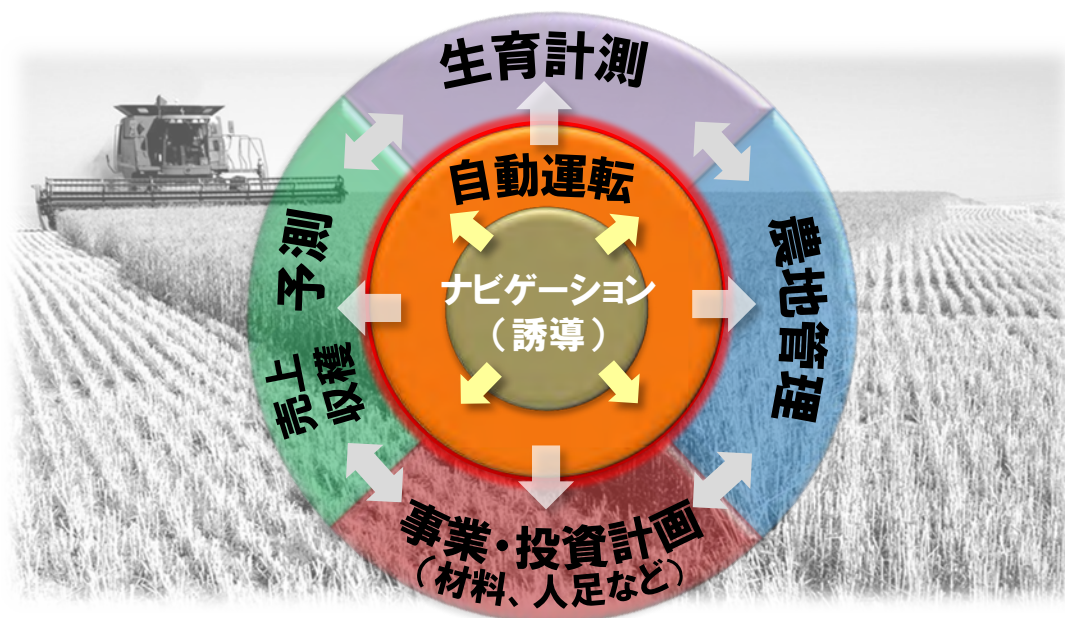 生育計測
自動運転
ナビゲーション
（誘導）
農地管理
売上
収穫
予測
事業・投資計画
（材料、人足など）